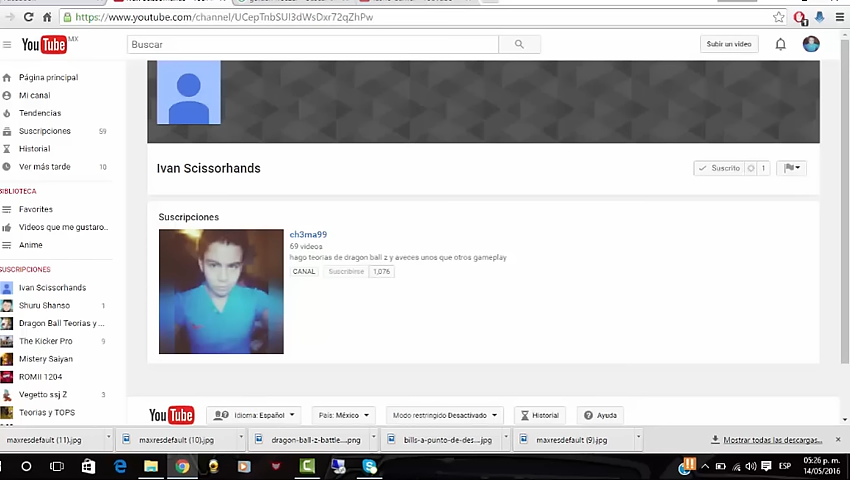 https://www.youtube.com/channel/UCepTnbSUI3dWsDxr72qZhPw
YouTube MX
Buscar
Subir un video
Página principal
Mi canal
Tendencias
Suscripciones 59
Historial
Ver más tarde 10
BIBLIOTECA
Favorites
Videos que me gustaro..
Anime
SUSCRIPCIONES
Ivan Scissorhands
Shuru Shanso 1
Dragon Ball Teorias y ...
The Kicker Pro 9
Mistery Saiyan
ROMII 1204
Vegetto ssj Z 2
Teorías y TOPS
Ivan Scissorhands
Suscrito 1
Suscripciones
ch3ma99
69 videos
hago teorias de dragon ball z y aveces unos que otros gameplay
CANAL Suscribirse 1,076
YouTube Idioma: Español País: México Modo restringido Desactivado Historial Ayuda
maxresdefault (11).jpg maxresdefault (10).jpg dragon-ball-z-battle....png bills-a-punto-de-des....jpg maxresdefault (9).jpg Mostrar todas las descargas...
ESP
05:26 p. m.
14/05/2016